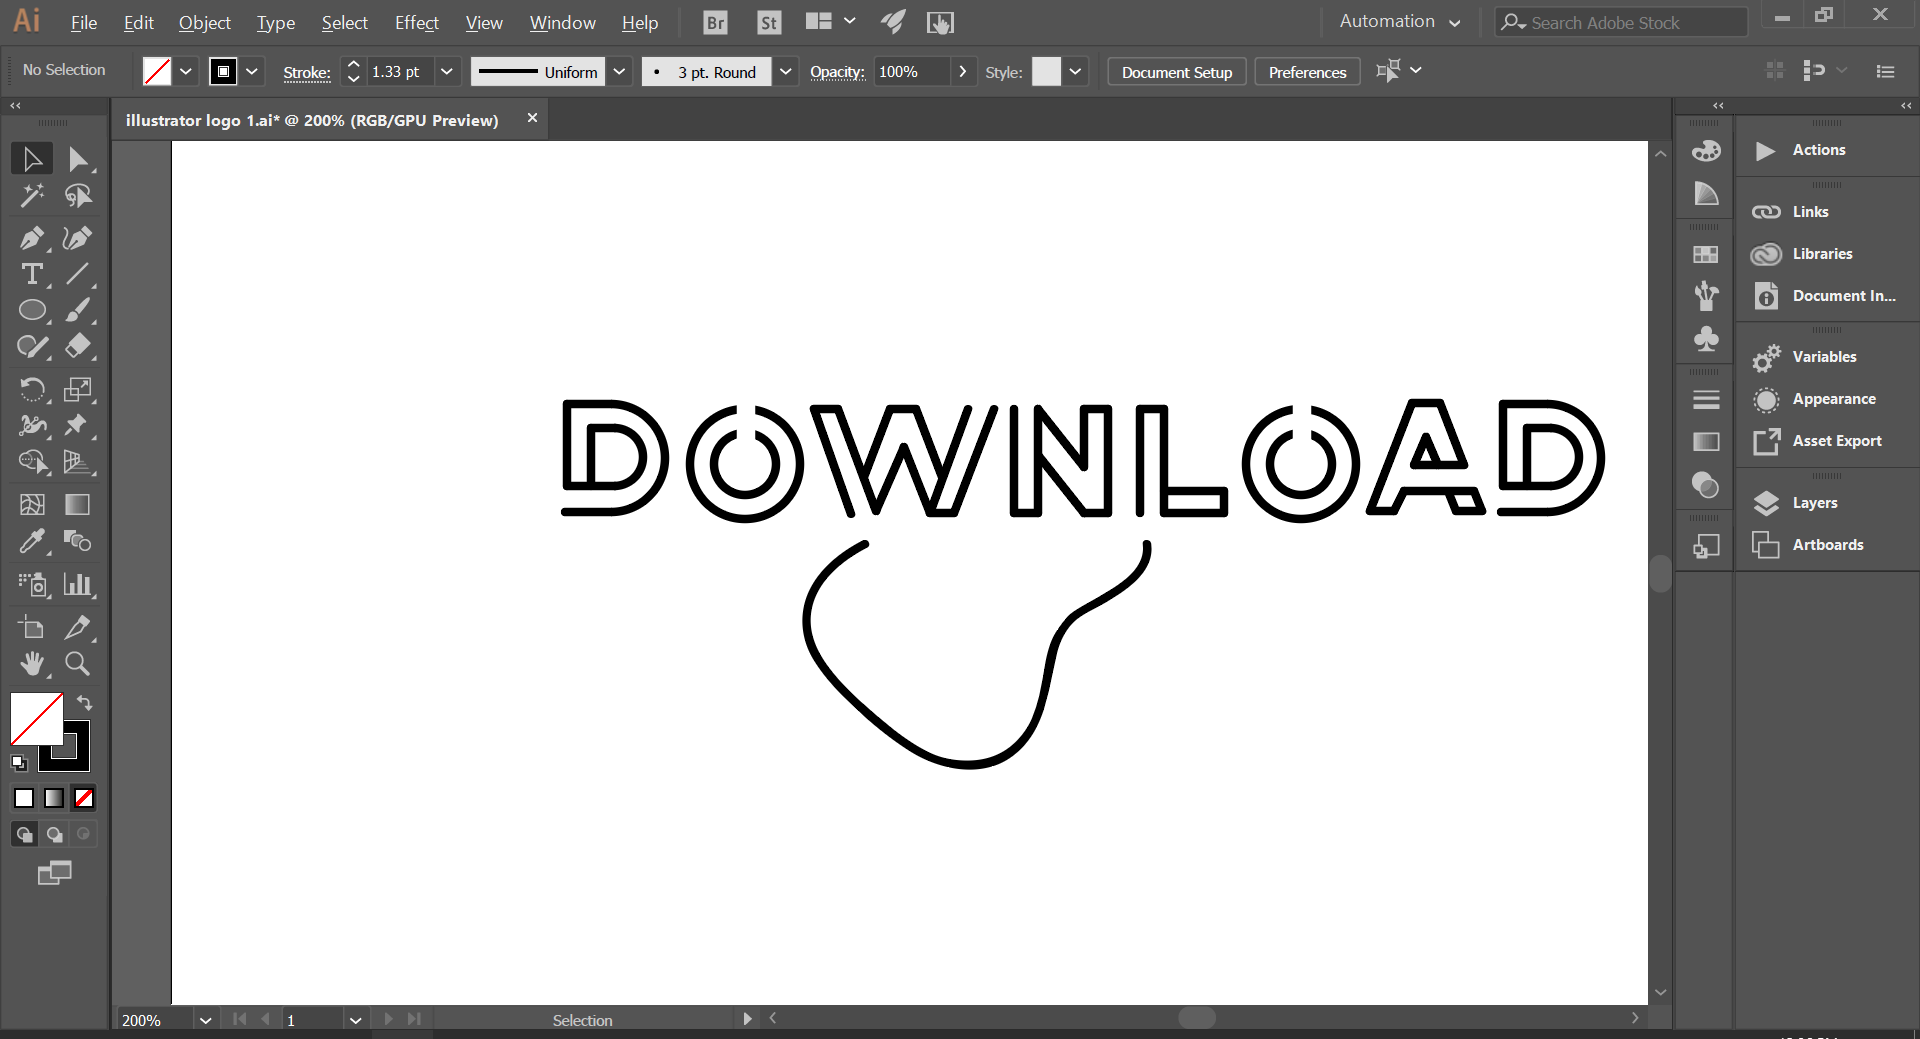 Ai File Edit Object Type Select Effect View Window Help Br St Automation Search Adobe Stock
No Selection Stroke: 1.33 pt Uniform 3 pt. Round Opacity: 100% Style: Document Setup Preferences
illustrator logo 1.ai* @ 200% (RGB/GPU Preview)
Actions
Links
Libraries
Document In...
Variables
Appearance
Asset Export
Layers
Artboards
DOWNLOAD
200% 1 Selection